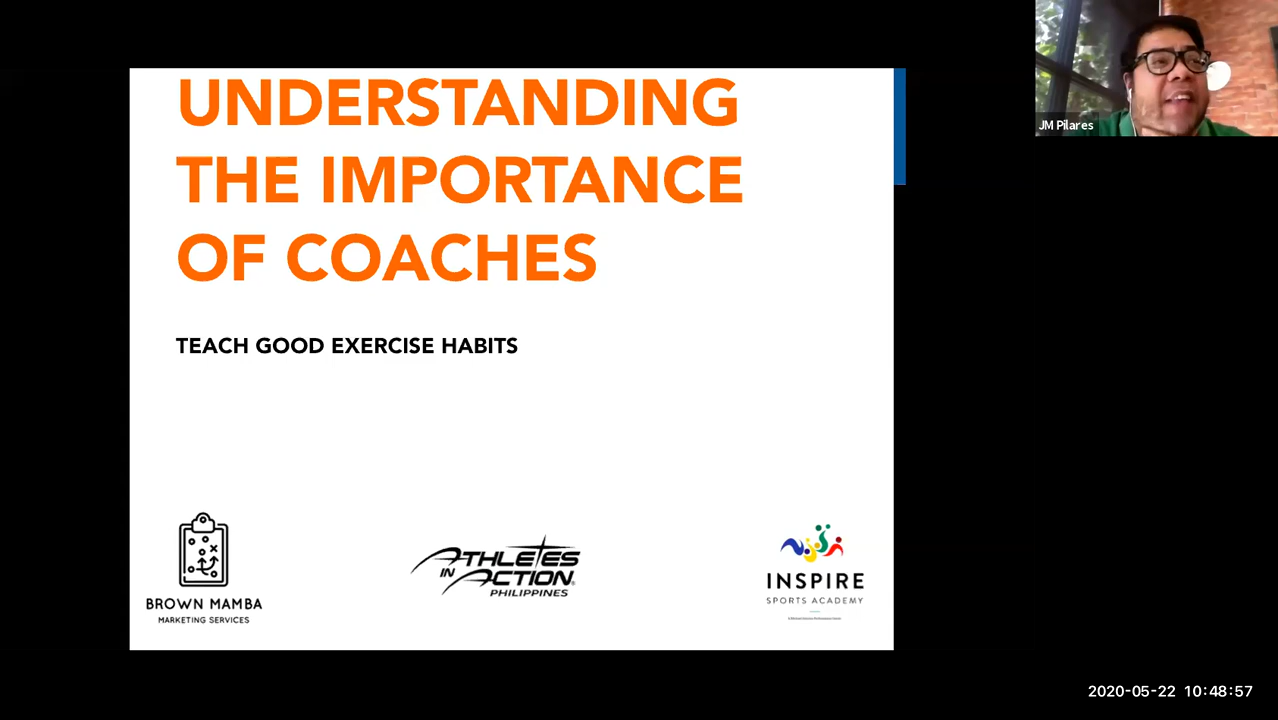 UNDERSTANDING
THE IMPORTANCE
OF COACHES
TEACH GOOD EXERCISE HABITS
BROWN MAMBA
MARKETING SERVICES
ATHLETES
IN ACTION®
PHILIPPINES
INSPIRE
SPORTS ACADEMY
JM Pilares
2020-05-22 10:48:57